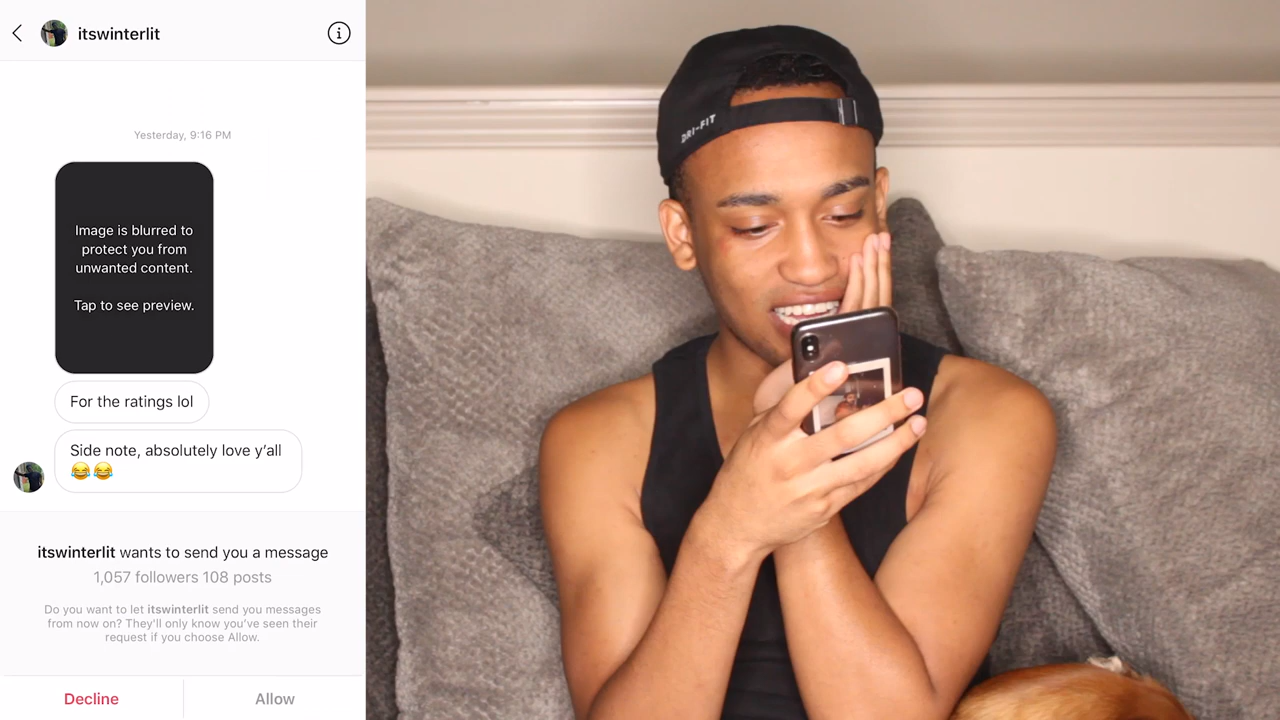 itswinterlit
Yesterday, 9:16 PM
Image is blurred to
protect you from
unwanted content.
Tap to see preview.
For the ratings lol
Side note, absolutely love y’all
😂😂
itswinterlit wants to send you a message
1,057 followers 108 posts
Do you want to let itswinterlit send you messages
from now on? They'll only know you've seen their
request if you choose Allow.
Decline
Allow
DRI-FIT